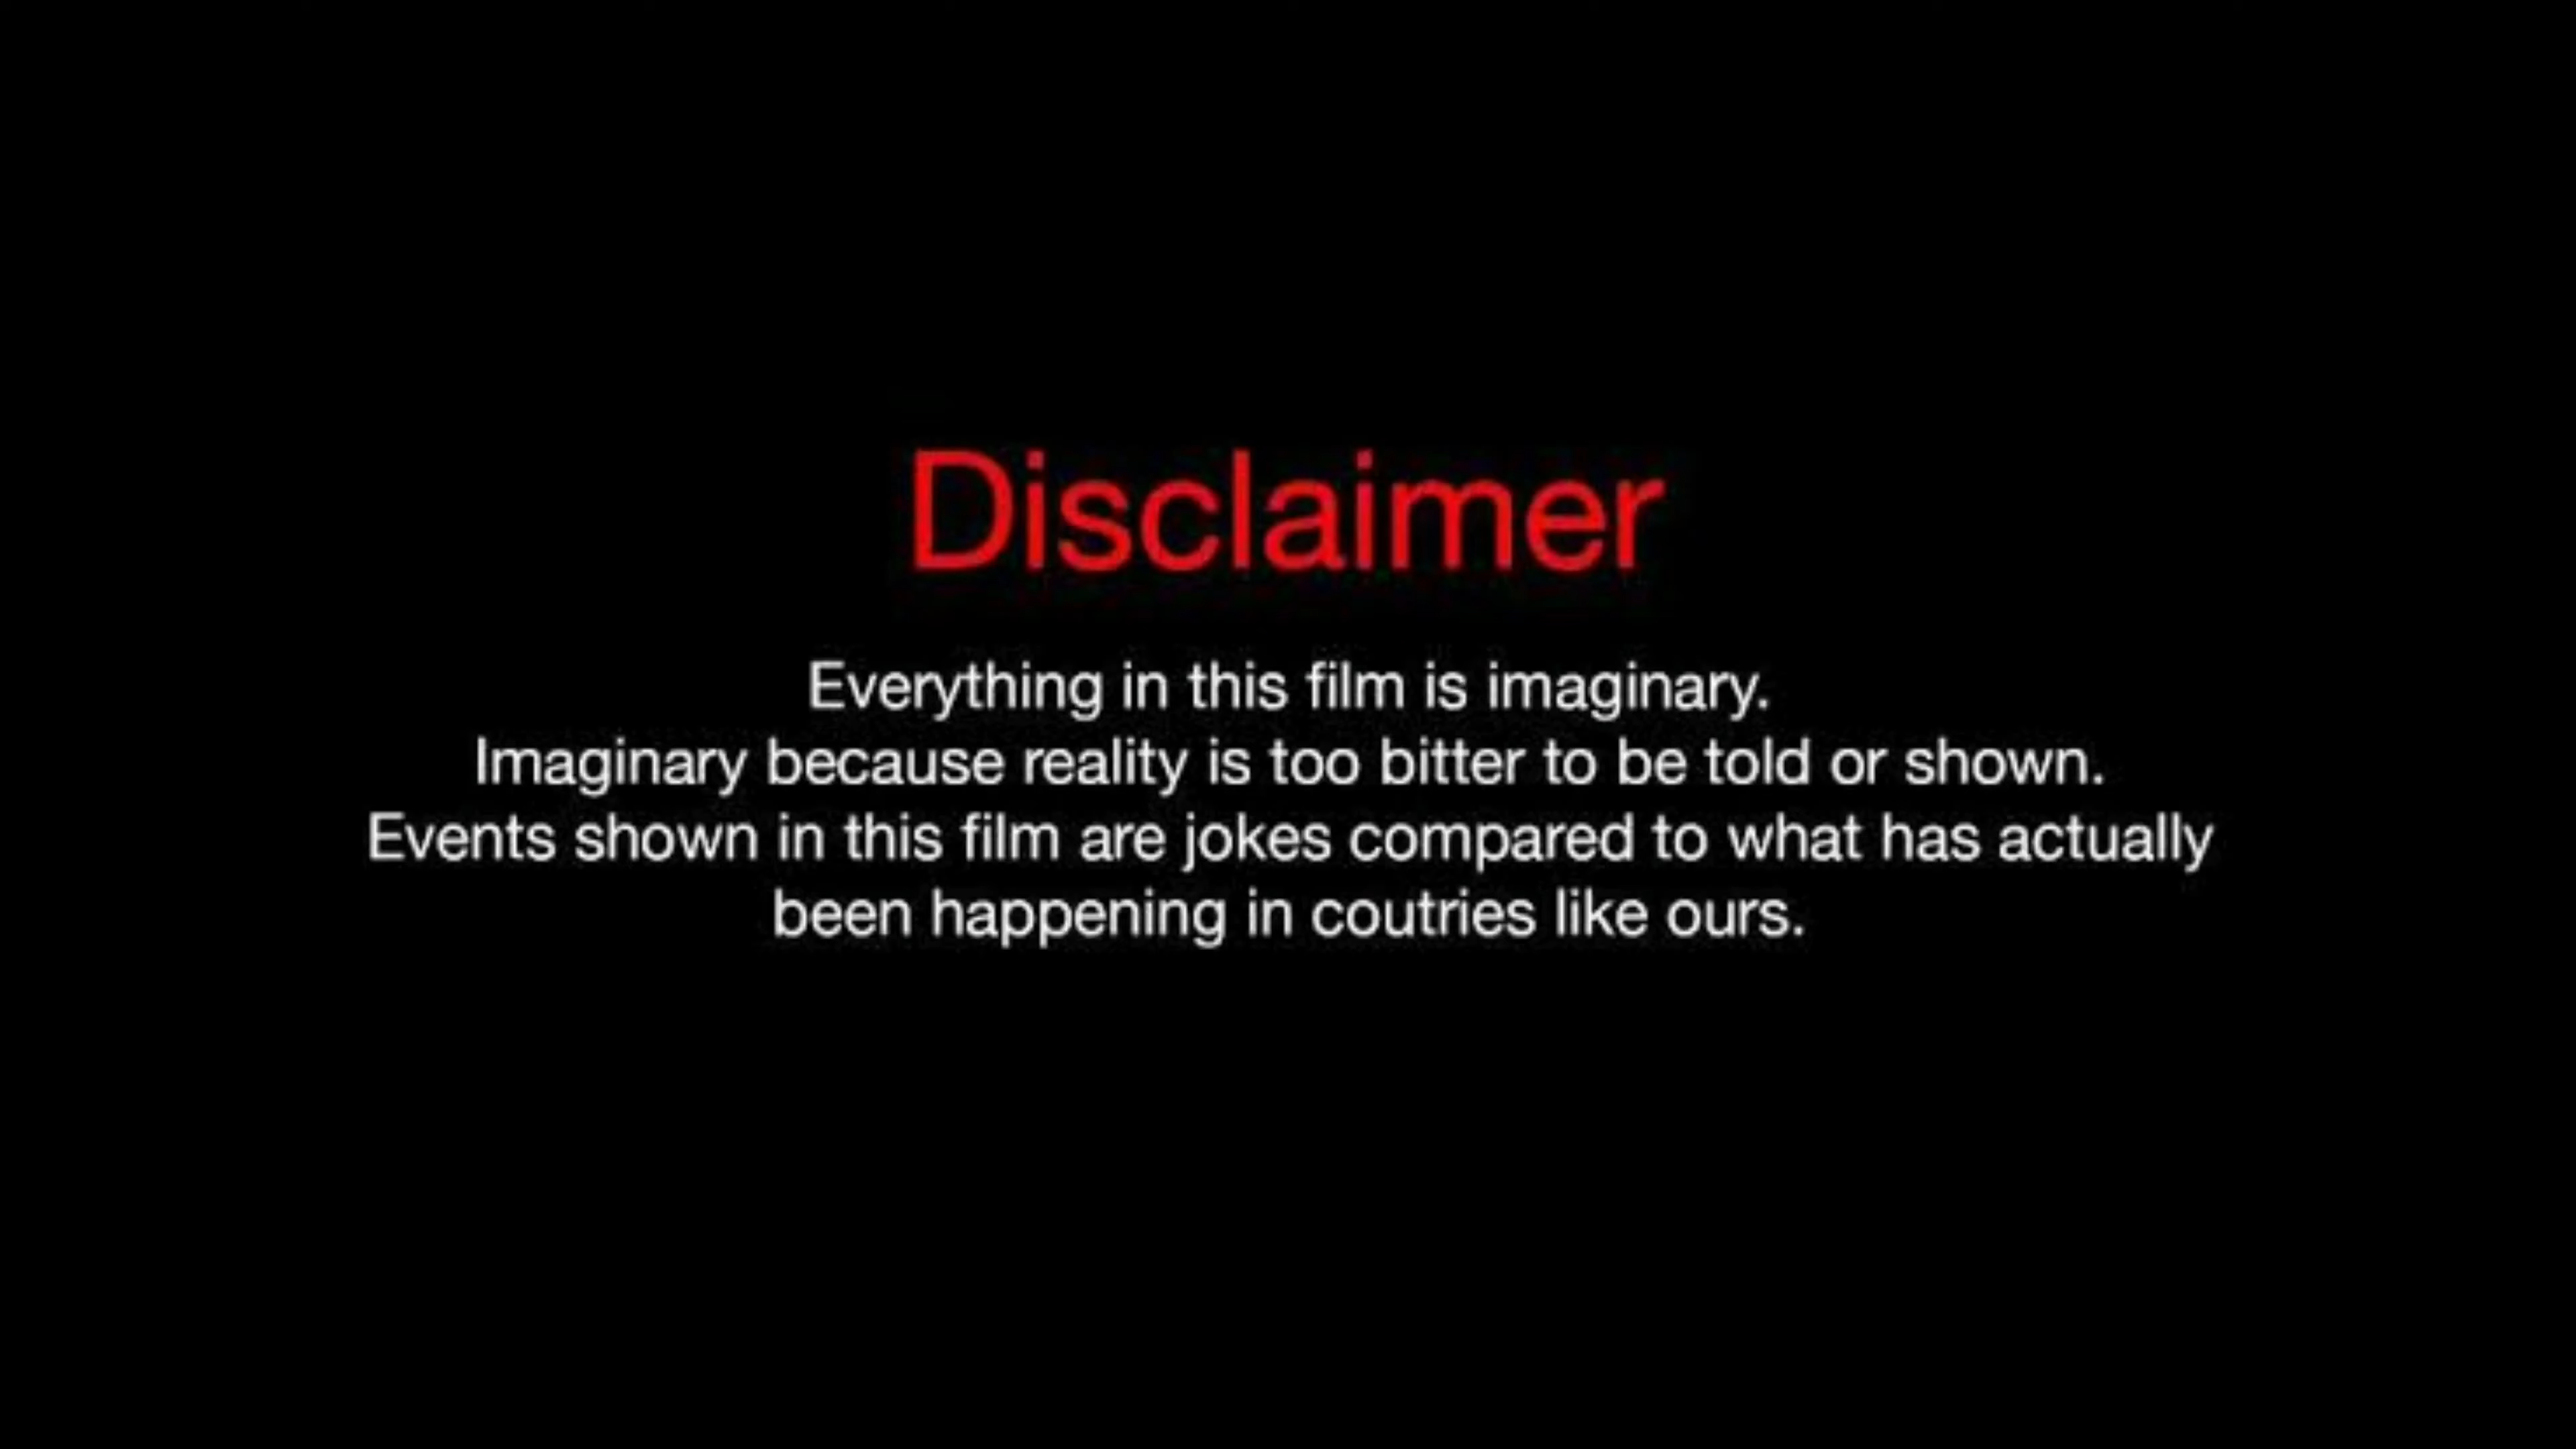 Disclaimer
Everything in this film is imaginary.
Imaginary because reality is too bitter to be told or shown.
Events shown in this film are jokes compared to what has actually
been happening in coutries like ours.